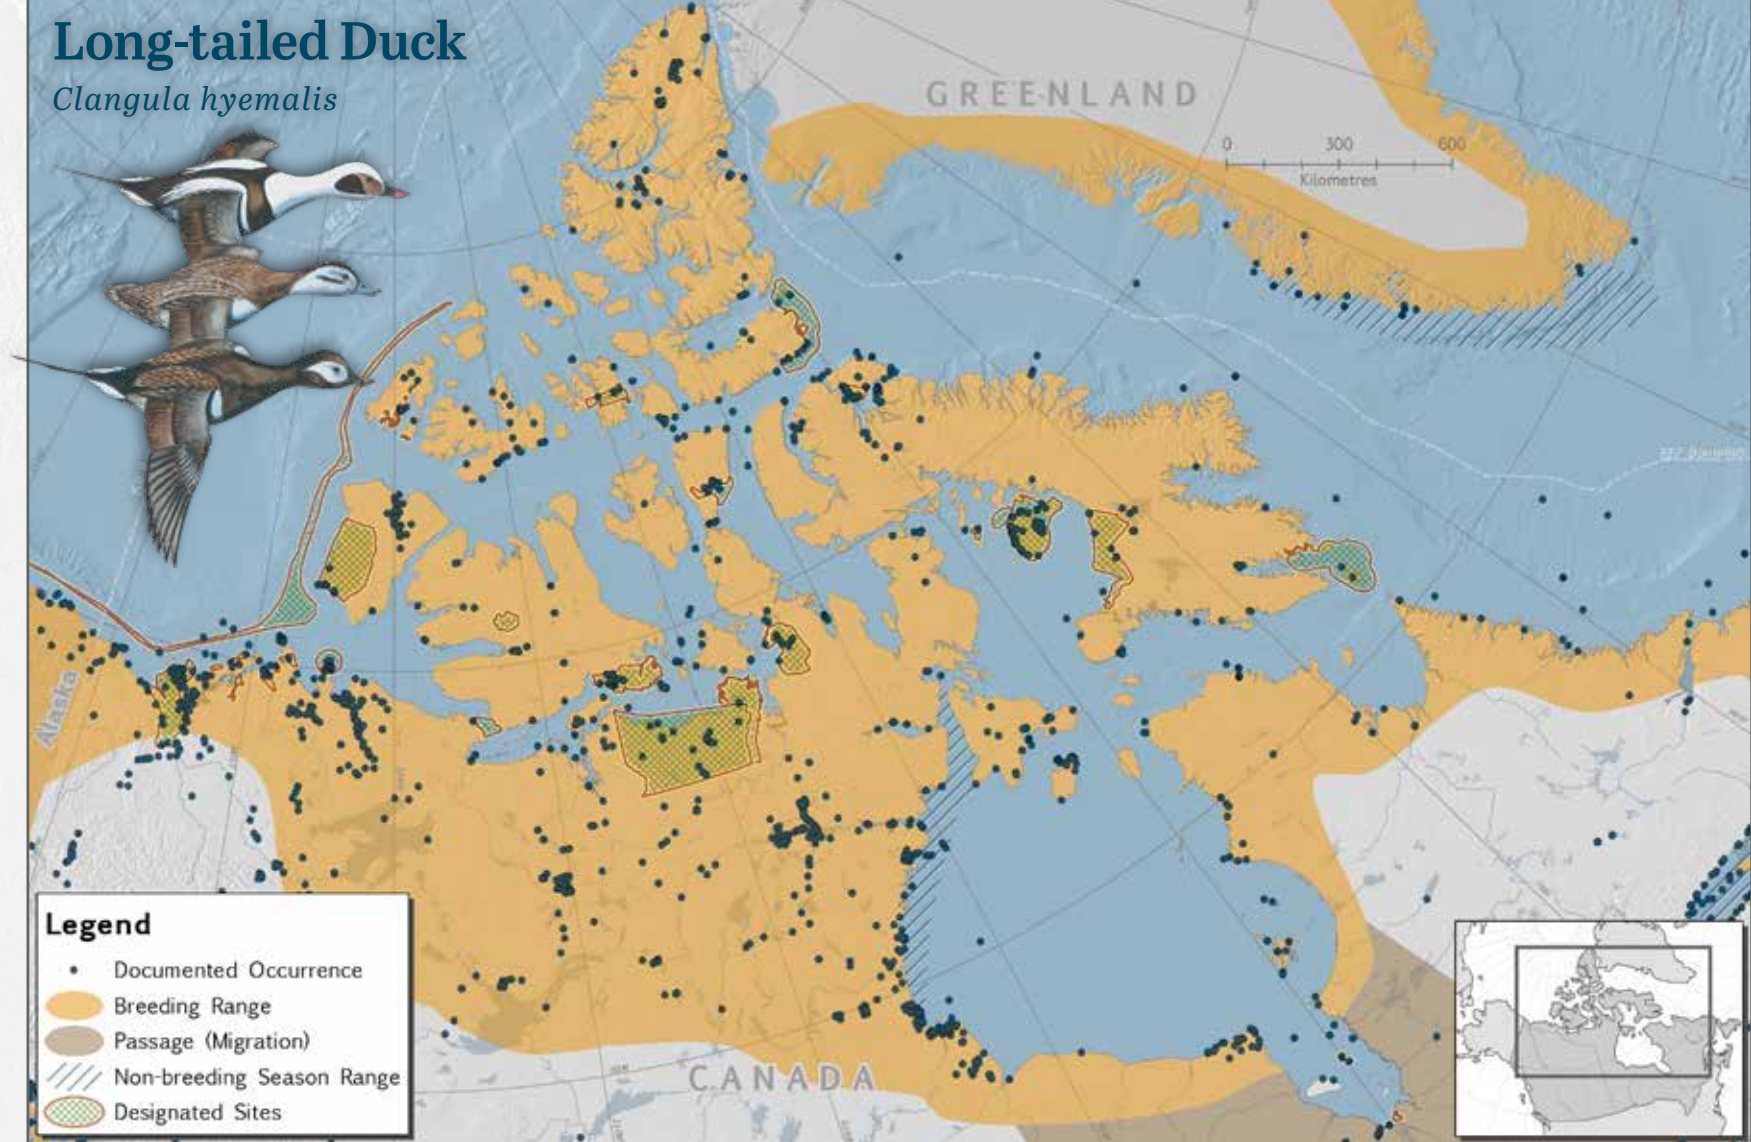 Long-tailed Duck
Clangula hyemalis
GREENLAND
0 300 600
Kilometres
Alaska
CANADA
Legend
Documented Occurrence
Breeding Range
Passage (Migration)
Non-breeding Season Range
Designated Sites